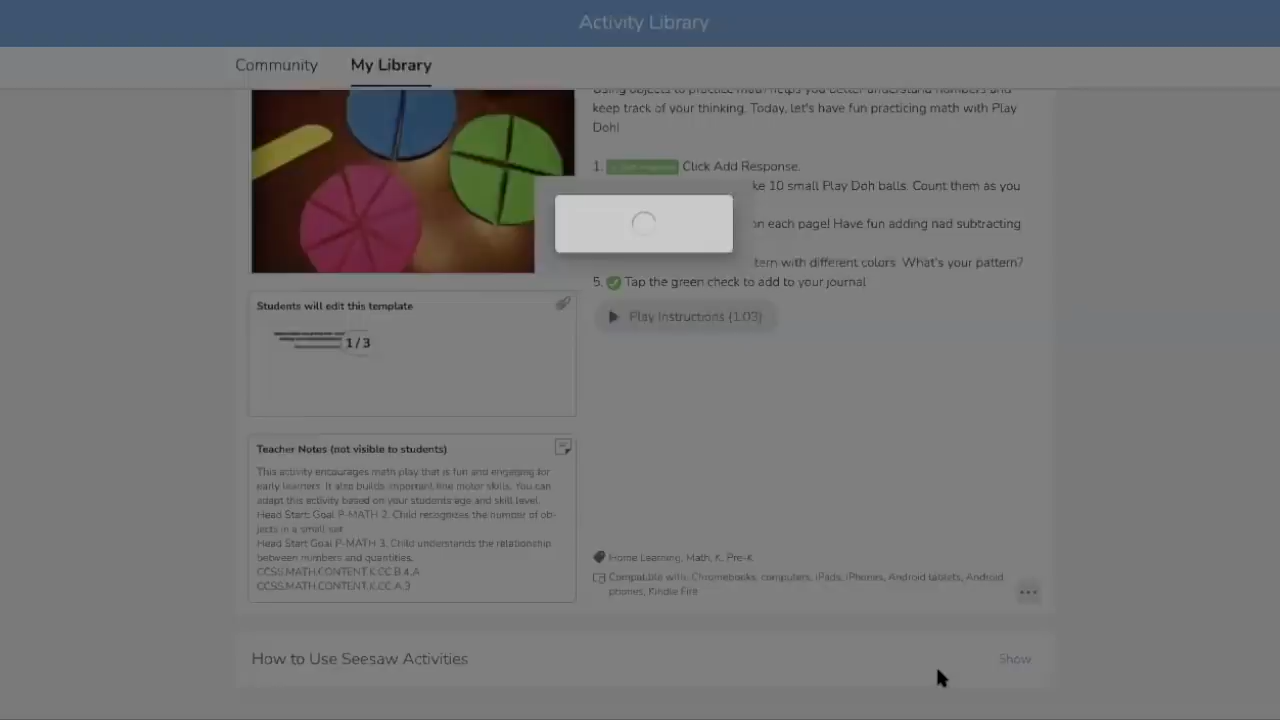 Activity Library
Community
My Library
Using objects to practice math helps you better understand numbers and
keep track of your thinking. Today, let's have fun practicing math with Play
Doh!
1. Click Add Response.
ke 10 small Play Doh balls. Count them as you
on each page! Have fun adding nad subtracting
tern with different colors. What's your pattern?
5. Tap the green check to add to your journal
Play Instructions (1:03)
Students will edit this template
1 / 3
Teacher Notes (not visible to students)
This activity encourages math play that is fun and engaging for
early learners. It also builds important fine motor skills. You can
adapt this activity based on your students age and skill level.
Head Start: Goal P-MATH 2. Child recognizes the number of ob-
jects in a small set
Head Start Goal P-MATH 3. Child understands the relationship
between numbers and quantities.
CCSS.MATH.CONTENT.K.CC.B.4.A
CCSS.MATH.CONTENT.K.CC.A.3
Home Learning, Math, K, Pre-K
Compatible with: Chromebooks, computers, iPads, iPhones, Android tablets, Android
phones, Kindle Fire
How to Use Seesaw Activities
Show